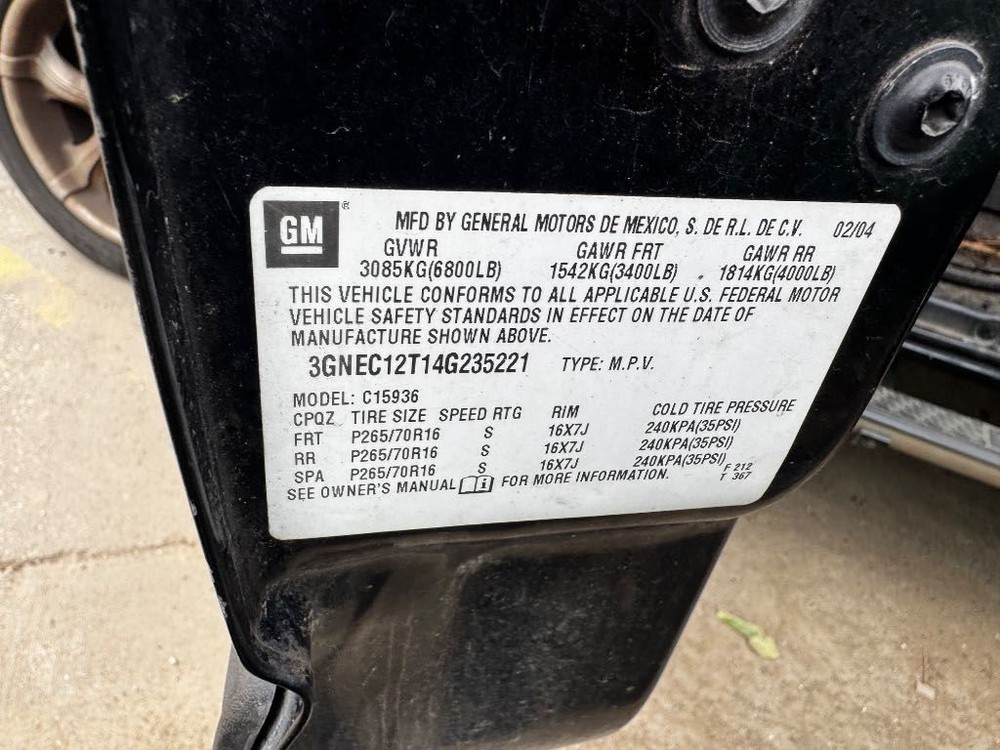 GM ®
MFD BY GENERAL MOTORS DE MEXICO, S. DE R.L. DE C.V. 02/04
GVWR GAWR FRT GAWR RR
3085KG(6800LB) 1542KG(3400LB) 1814KG(4000LB)
THIS VEHICLE CONFORMS TO ALL APPLICABLE U.S. FEDERAL MOTOR
VEHICLE SAFETY STANDARDS IN EFFECT ON THE DATE OF
MANUFACTURE SHOWN ABOVE.
3GNEC12T14G235221 TYPE: M.P.V.
MODEL: C15936
CPQZ TIRE SIZE SPEED RTG RIM COLD TIRE PRESSURE
FRT P265/70R16 S 16X7J 240KPA(35PSI)
RR P265/70R16 S 16X7J 240KPA(35PSI)
SPA P265/70R16 S 16X7J 240KPA(35PSI) F 212
SEE OWNER'S MANUAL i FOR MORE INFORMATION. T 367